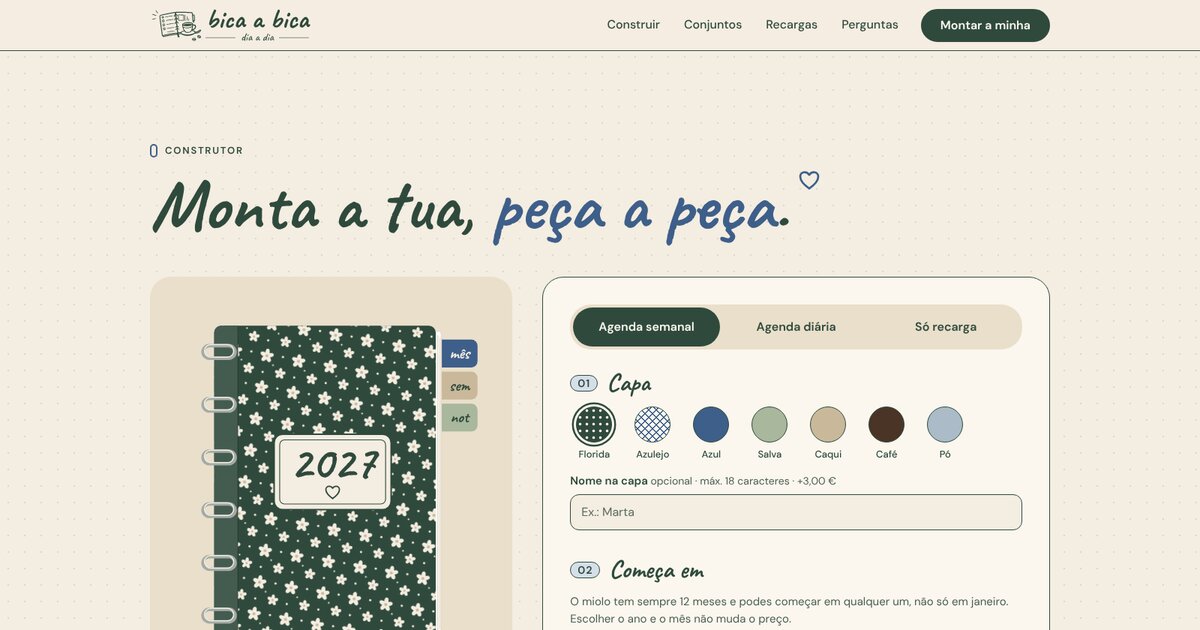 bica a bica
dia a dia
Construir
Conjuntos
Recargas
Perguntas
Montar a minha
CONSTRUTOR
Monta a tua, peça a peça.
mês
sem
not
2027
Agenda semanal
Agenda diária
Só recarga
01 Capa
Florida
Azulejo
Azul
Salva
Caqui
Café
Pó
Nome na capa opcional · máx. 18 caracteres · +3,00 €
Ex.: Marta
02 Começa em
O miolo tem sempre 12 meses e podes começar em qualquer um, não só em janeiro.
Escolher o ano e o mês não muda o preço.